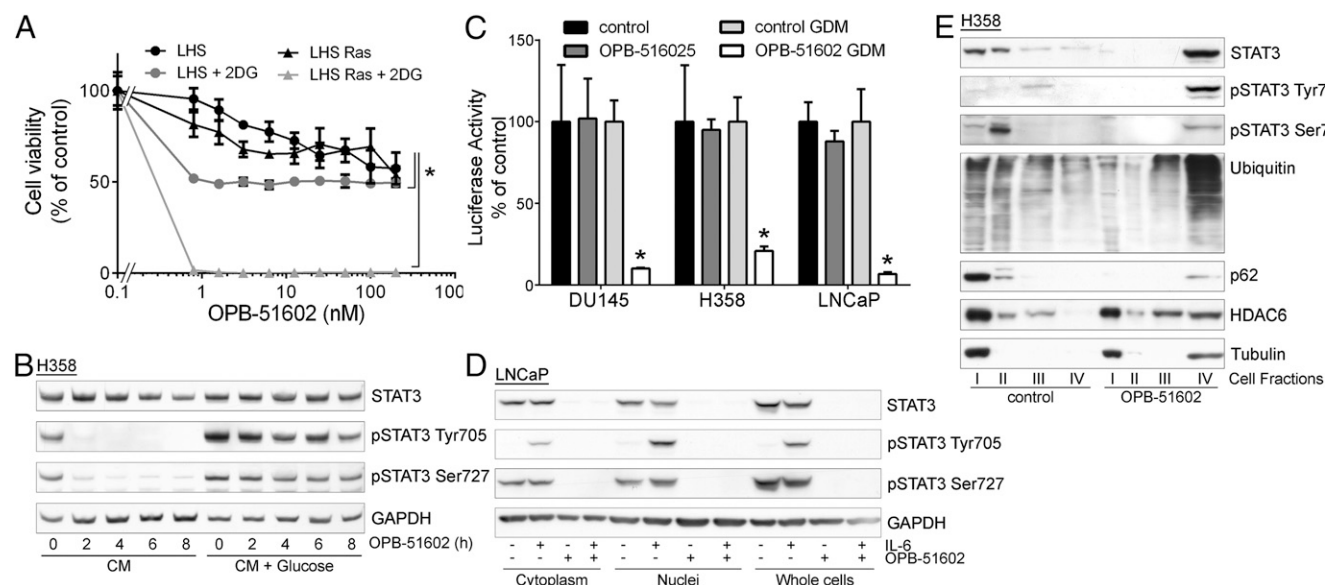 A
LHS
LHS Ras
LHS + 2DG
LHS Ras + 2DG
Cell viability
(% of control)
100
50
0
*
0.1
1
10
100
OPB-51602 (nM)
B
H358
STAT3
pSTAT3 Tyr705
pSTAT3 Ser727
GAPDH
0 2 4 6 8 0 2 4 6 8 OPB-51602 (h)
CM CM + Glucose
C
control
control GDM
OPB-516025
OPB-51602 GDM
Luciferase Activity
% of control
150
100
50
0
* * *
DU145 H358 LNCaP
D
LNCaP
STAT3
pSTAT3 Tyr705
pSTAT3 Ser727
GAPDH
- + - + - + - + - + - + IL-6
- - + + - - + + - - + + OPB-51602
Cytoplasm Nuclei Whole cells
E
H358
STAT3
pSTAT3 Tyr7
pSTAT3 Ser7
Ubiquitin
p62
HDAC6
Tubulin
I II III IV I II III IV Cell Fractions
control OPB-51602